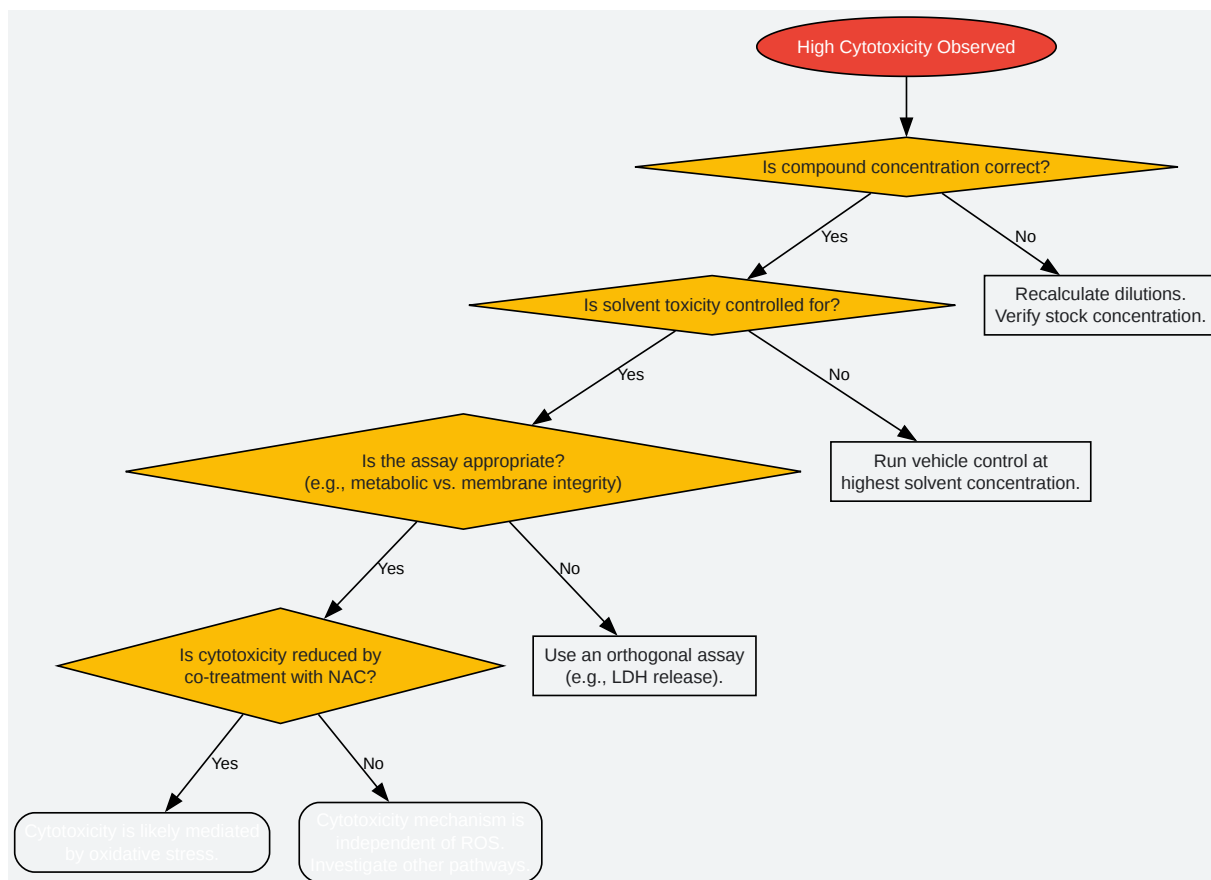 High Cytotoxicity Observed
Is compound concentration correct?
Yes
No
Is solvent toxicity controlled for?
Recalculate dilutions.
Verify stock concentration.
Yes
No
Is the assay appropriate?
(e.g., metabolic vs. membrane integrity)
Run vehicle control at
highest solvent concentration.
Yes
No
Is cytotoxicity reduced by
co-treatment with NAC?
Use an orthogonal assay
(e.g., LDH release).
Yes
No
Cytotoxicity is likely mediated
by oxidative stress.
Cytotoxicity mechanism is
independent of ROS.
Investigate other pathways.